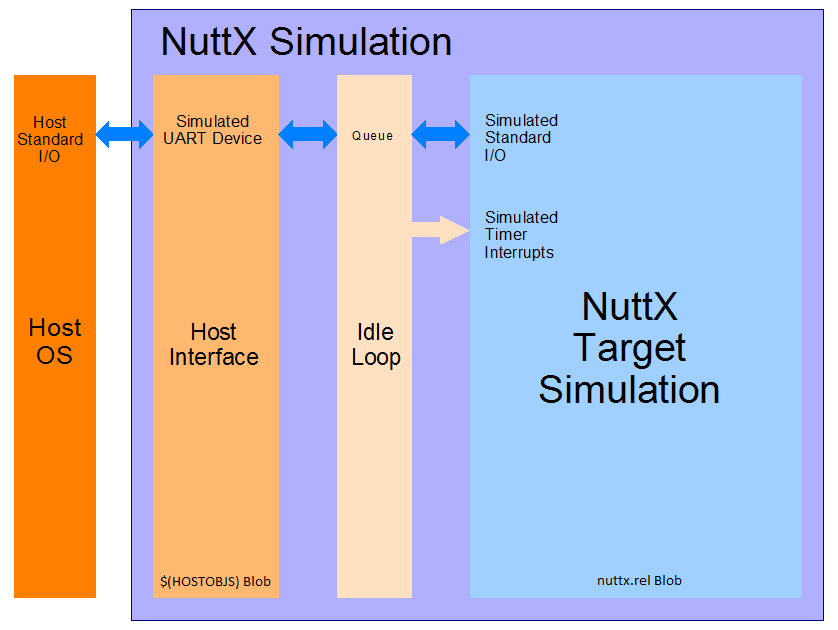 NuttX Simulation
Host
Standard
I/O
Simulated
UART Device
Queue
Simulated
Standard
I/O
Simulated
Timer
Interrupts
Host
OS
Host
Interface
Idle
Loop
NuttX
Target
Simulation
$(HOSTOBJS) Blob
nuttx.rel Blob